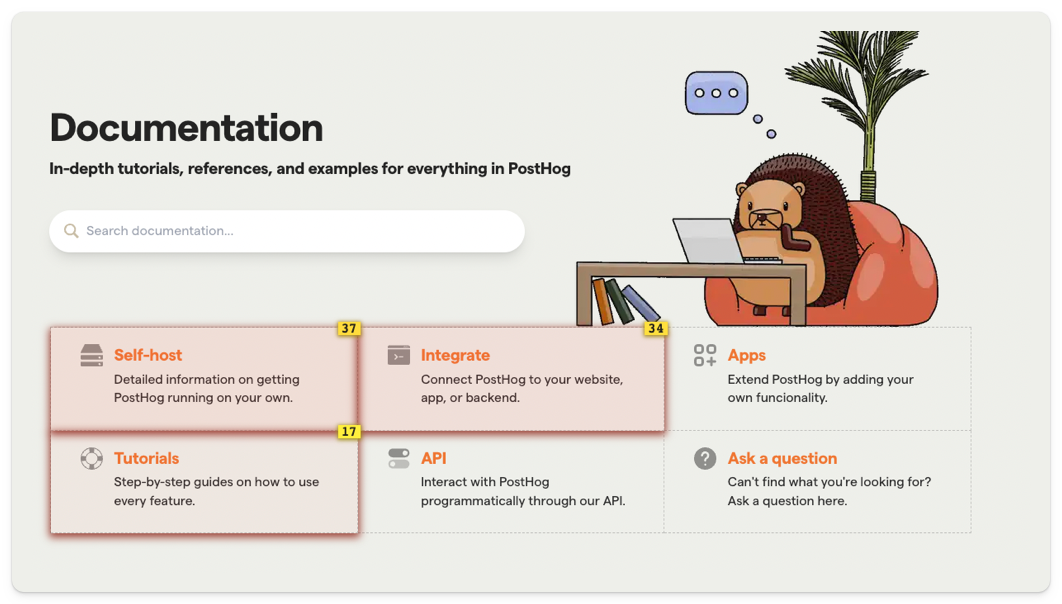 Documentation
In-depth tutorials, references, and examples for everything in PostHog
Search documentation...
37
34
Self-host
Detailed information on getting
PostHog running on your own.
Integrate
Connect PostHog to your website,
app, or backend.
Apps
Extend PostHog by adding your
own funcionality.
17
Tutorials
Step-by-step guides on how to use
every feature.
API
Interact with PostHog
programmatically through our API.
Ask a question
Can't find what you're looking for?
Ask a question here.